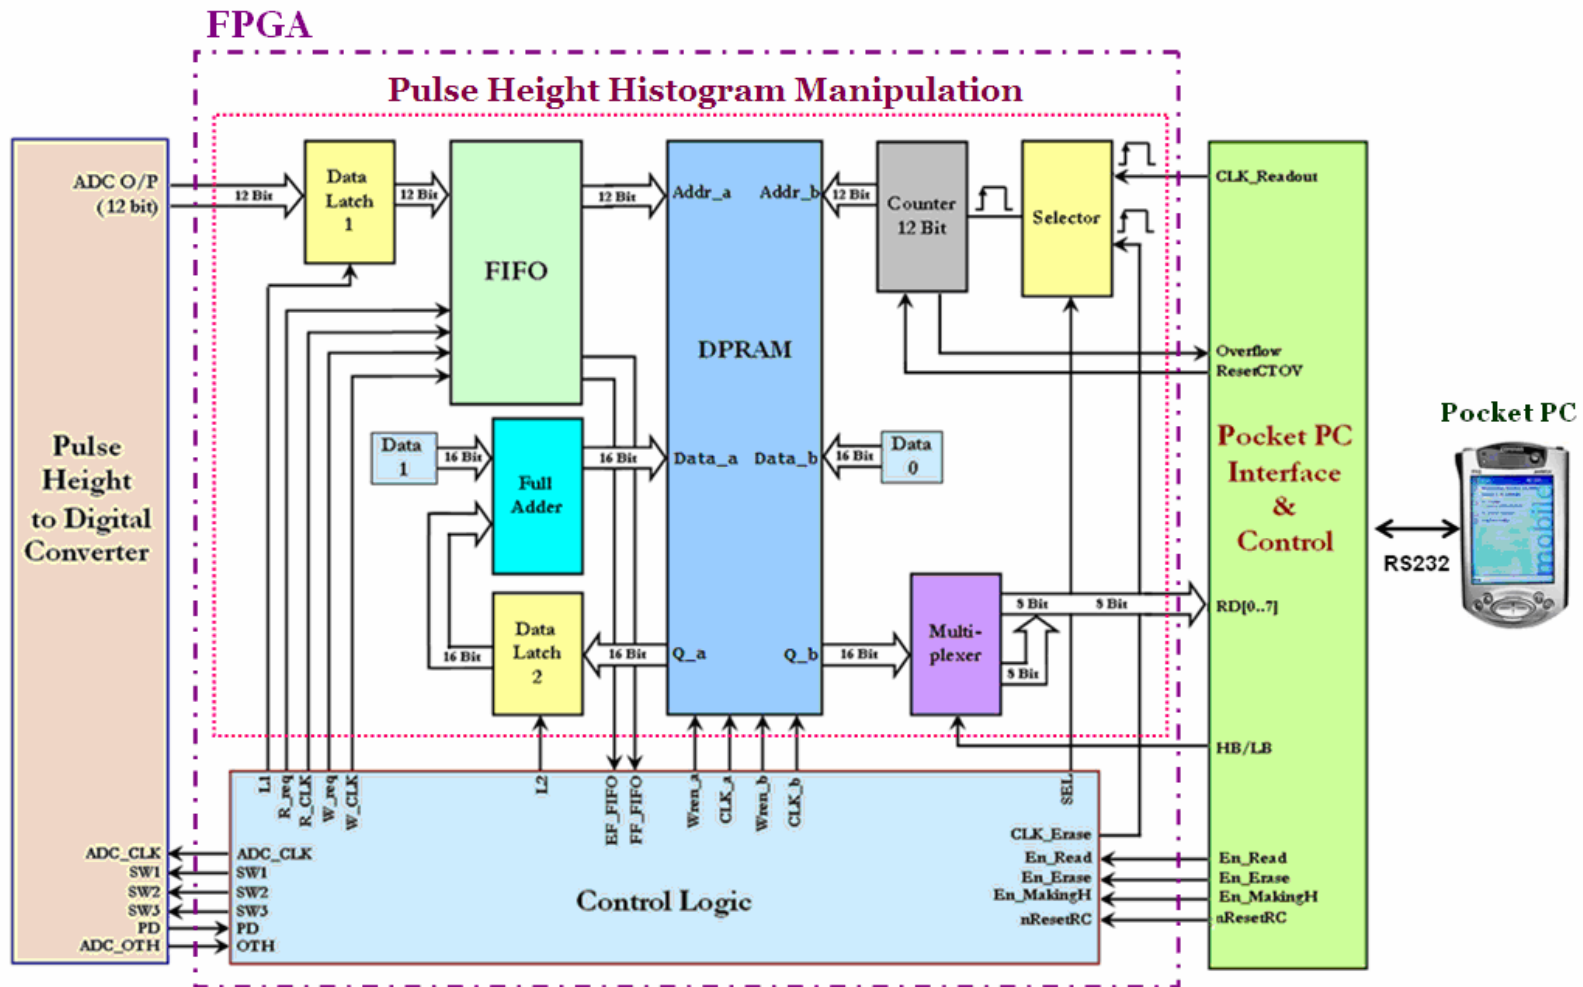 FPGA
Pulse Height Histogram Manipulation
ADC O/P
( 12 bit)
12 Bit
Data
Latch
1
12 Bit
FIFO
12 Bit
Addr_a
Addr_b
12 Bit
Counter
12 Bit
Selector
CLK_Readout
DPRAM
Overflow
ResetCTOV
Pocket PC
Pulse
Height
to Digital
Converter
Data
1
16 Bit
Full
Adder
16 Bit
Data_a
Data_b
16 Bit
Data
0
Pocket PC
Interface
&
Control
RS232
Data
Latch
2
16 Bit
16 Bit
Q_a
Q_b
16 Bit
Multi-
plexer
8 Bit
8 Bit
8 Bit
RD[0..7]
HB/LB
L1
R_req
R_CLK
W_req
W_CLK
L2
EF_FIFO
FF_FIFO
Wren_a
CLK_a
Wren_b
CLK_b
SEL
CLK_Erase
ADC_CLK
SW1
SW2
SW3
PD
ADC_OTH
ADC_CLK
SW1
SW2
SW3
PD
OTH
Control Logic
En_Read
En_Erase
En_MakingH
nResetRC
En_Read
En_Erase
En_MakingH
nResetRC